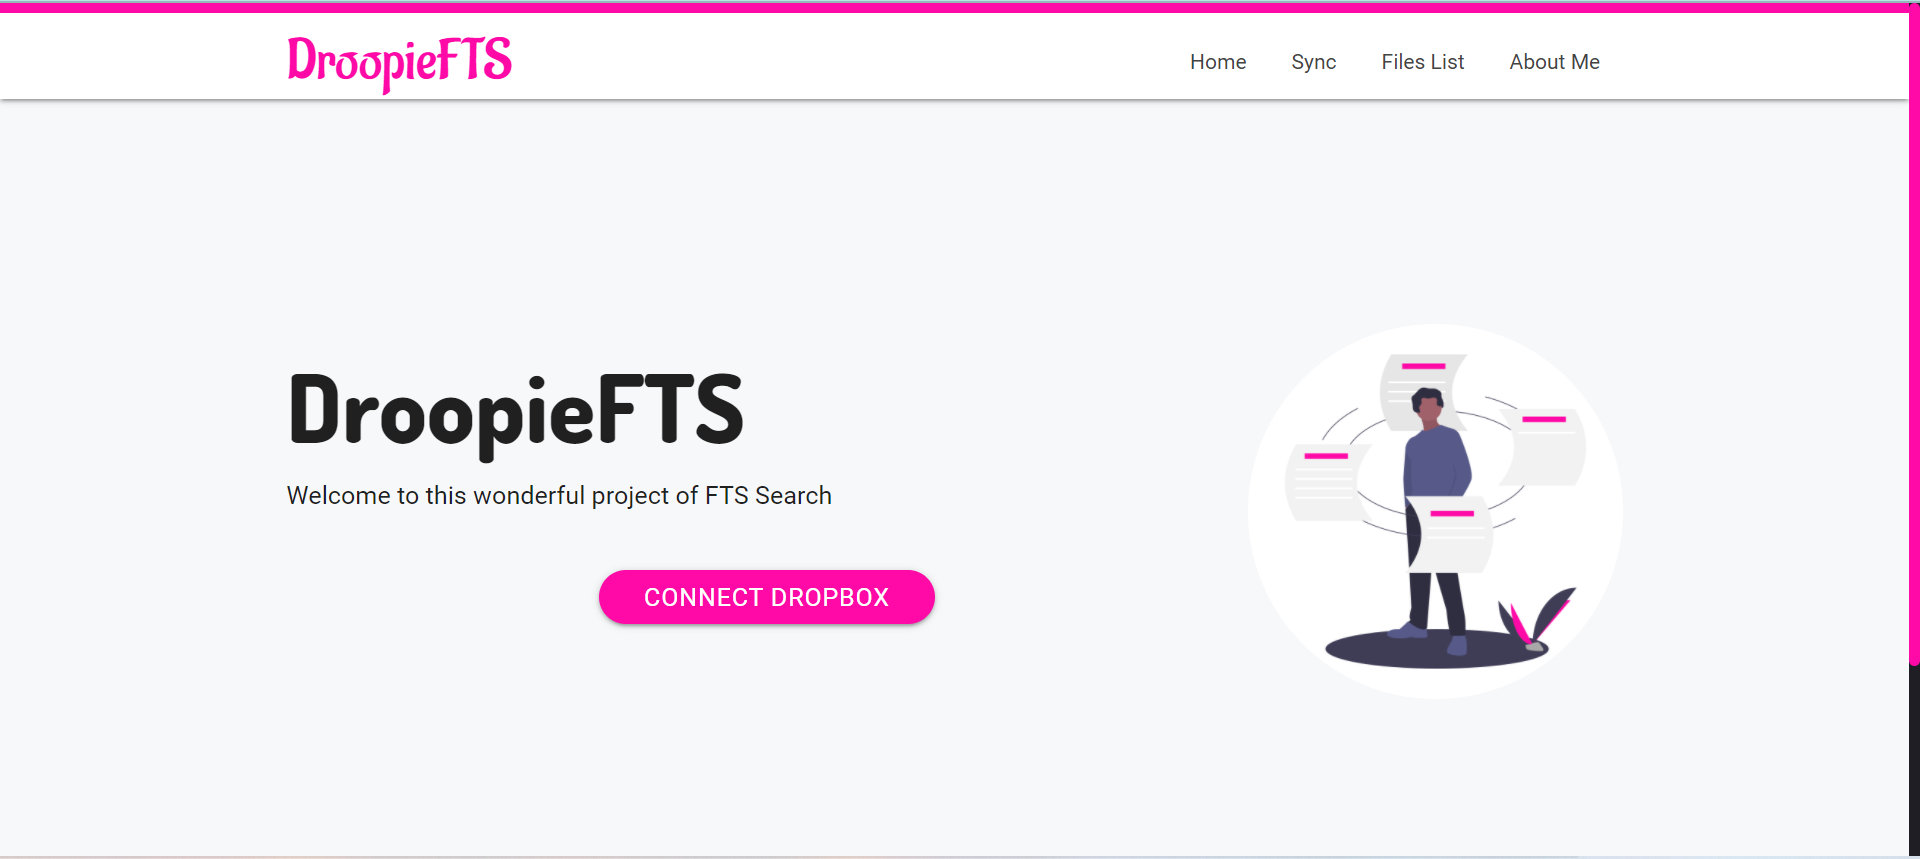 DroopieFTS
Home Sync Files List About Me
DroopieFTS
Welcome to this wonderful project of FTS Search
CONNECT DROPBOX